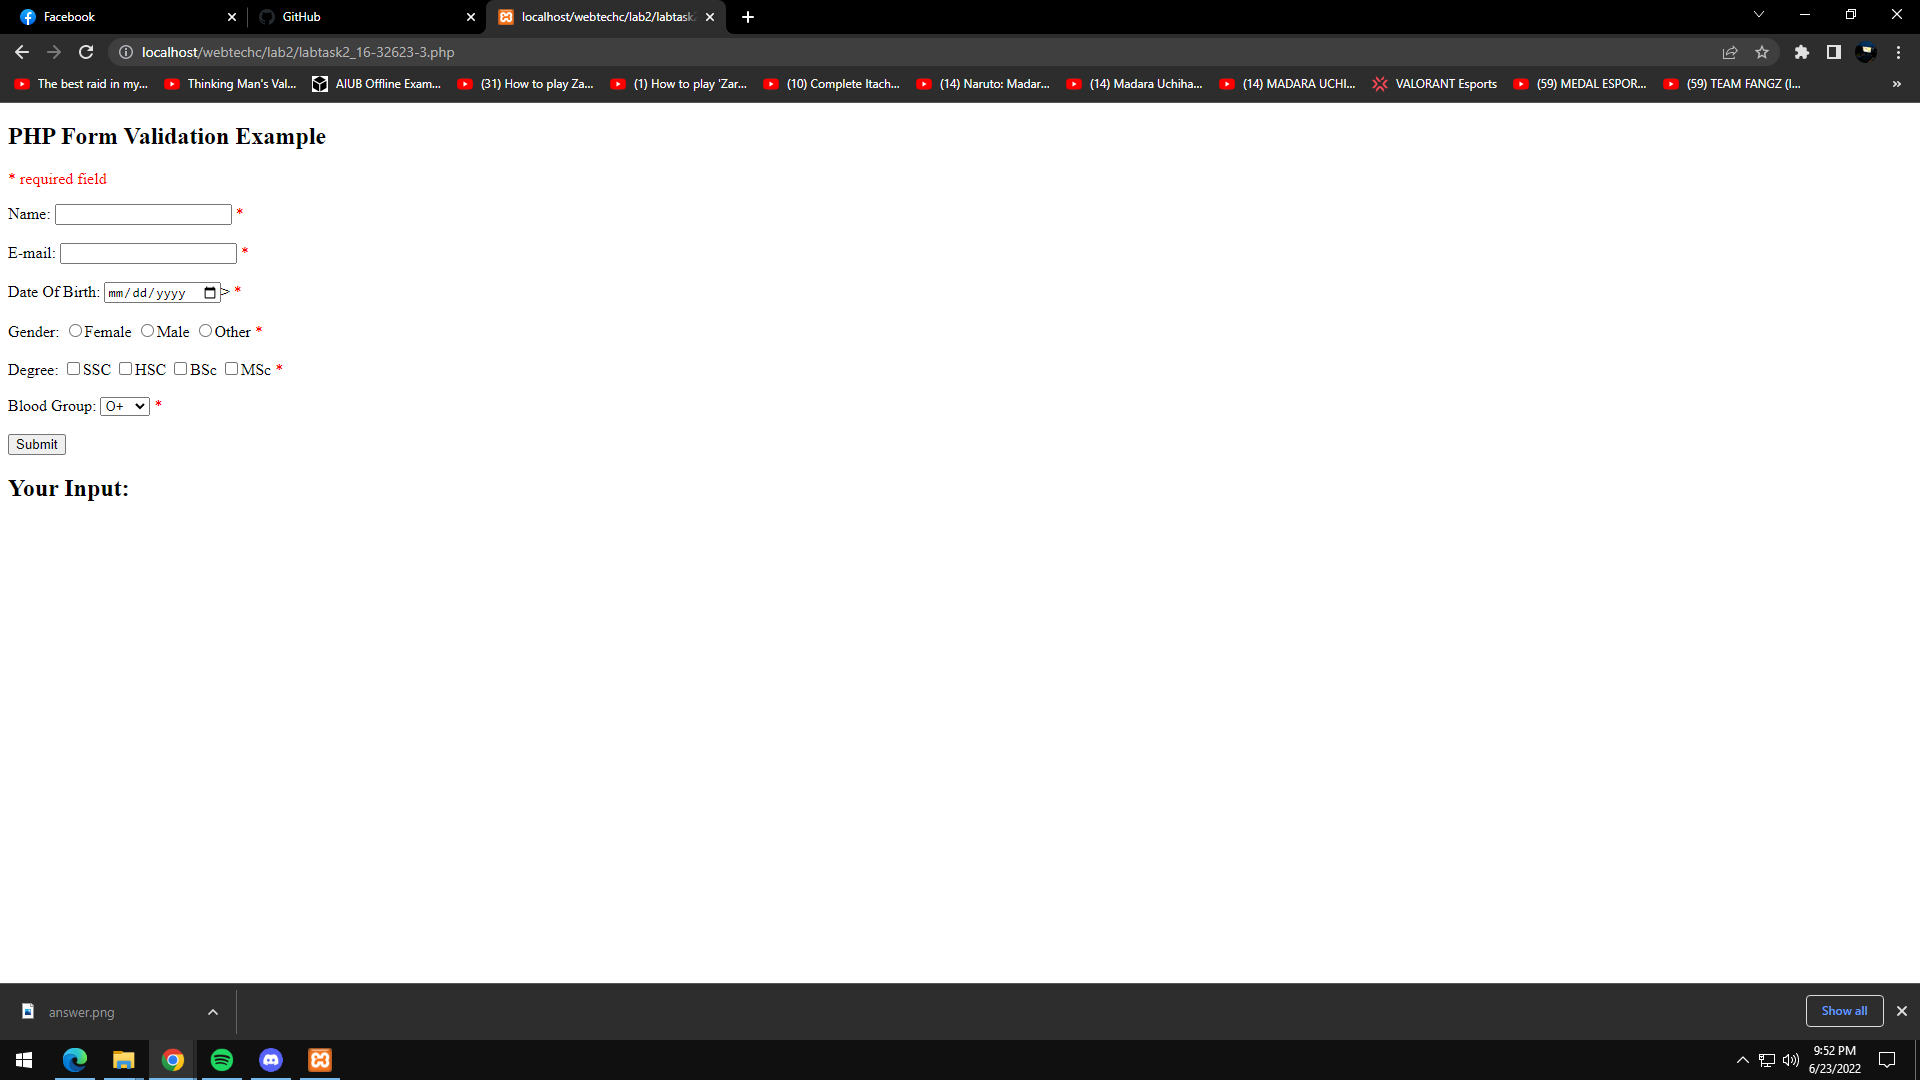 Facebook
GitHub
localhost/webtechc/lab2/labtask2
localhost/webtechc/lab2/labtask2_16-32623-3.php
The best raid in my...
Thinking Man's Val...
AIUB Offline Exam...
(31) How to play Za...
(1) How to play 'Zar...
(10) Complete Itach...
(14) Naruto: Madar...
(14) Madara Uchiha...
(14) MADARA UCHI...
VALORANT Esports
(59) MEDAL ESPOR...
(59) TEAM FANGZ (I...
»
PHP Form Validation Example
* required field
Name: *
E-mail: *
Date Of Birth: mm/dd/yyyy > *
Gender: Female Male Other *
Degree: SSC HSC BSc MSc *
Blood Group: O+ *
Submit
Your Input:
answer.png
Show all
9:52 PM
6/23/2022